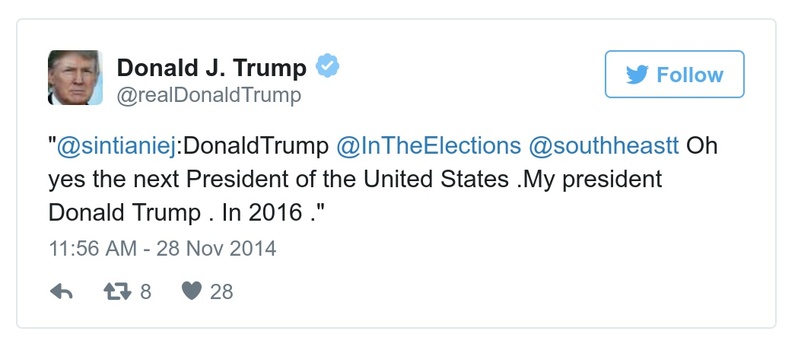 Donald J. Trump
@realDonaldTrump
Follow
"@sintianiej:DonaldTrump @InTheElections @southheastt Oh
yes the next President of the United States .My president
Donald Trump . In 2016 ."
11:56 AM - 28 Nov 2014
8 28